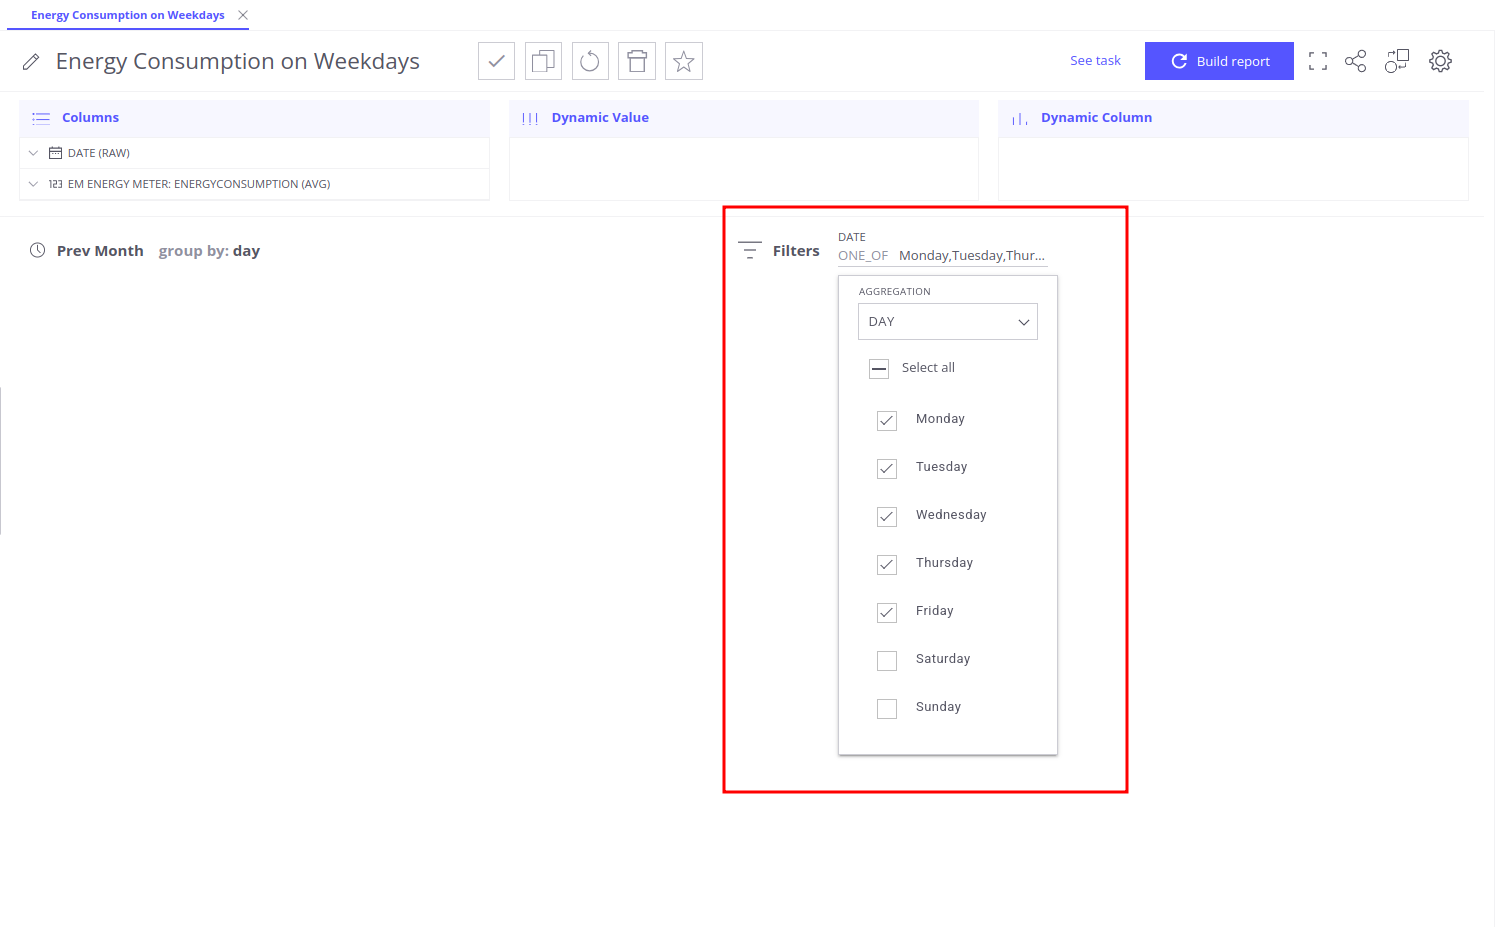 Energy Consumption on Weekdays
Energy Consumption on Weekdays
See task
Build report
Columns
Dynamic Value
Dynamic Column
DATE (RAW)
123 EM ENERGY METER: ENERGYCONSUMPTION (AVG)
Prev Month group by: day
Filters
DATE
ONE_OF Monday,Tuesday,Thur...
AGGREGATION
DAY
Select all
Monday
Tuesday
Wednesday
Thursday
Friday
Saturday
Sunday